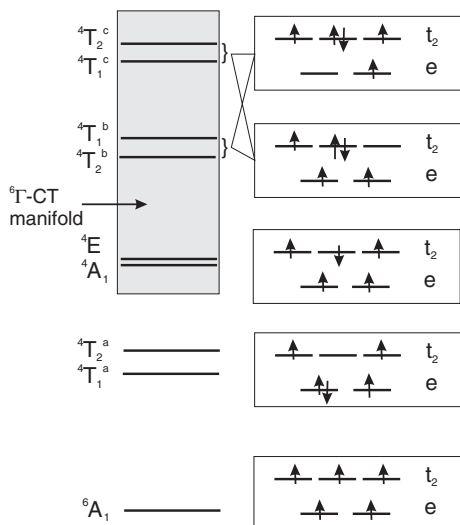 ⁴T₂ᶜ
⁴T₁ᶜ
t₂
e
⁴T₁ᵇ
⁴T₂ᵇ
t₂
e
⁶Γ-CT
manifold
⁴E
⁴A₁
t₂
e
⁴T₂ᵃ
⁴T₁ᵃ
t₂
e
⁶A₁
t₂
e